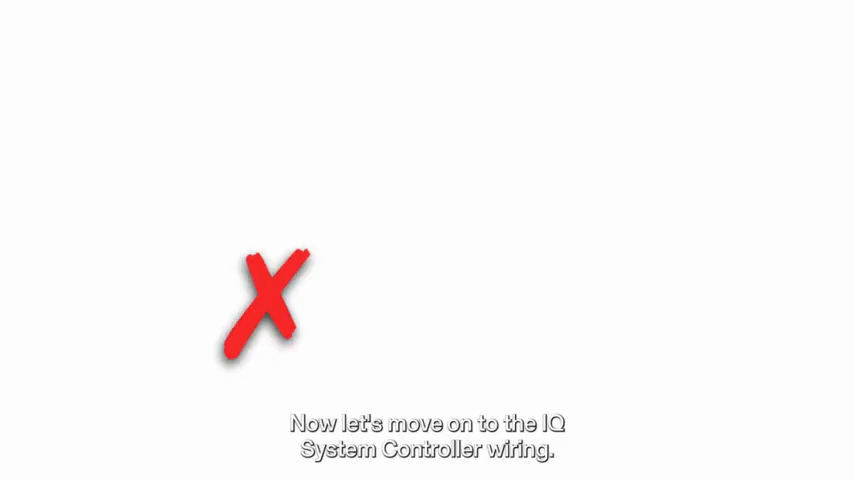 Now let's move on to the IQ
System Controller wiring.